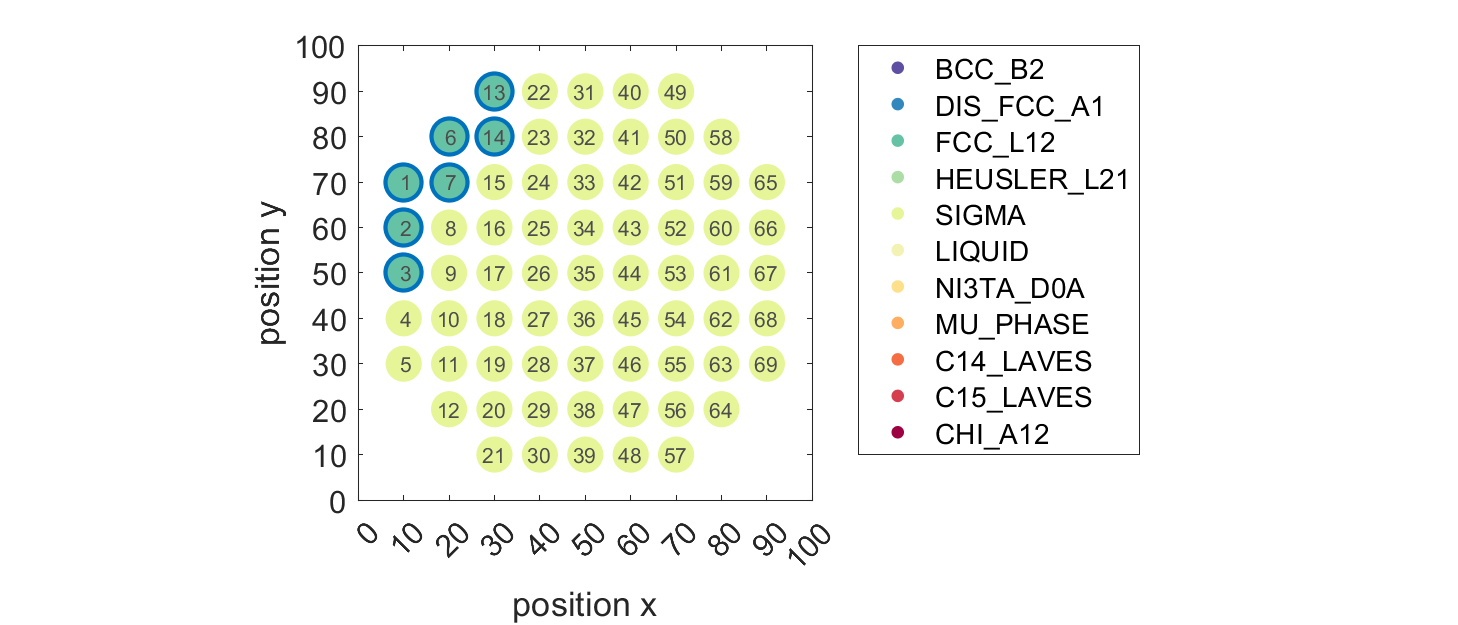 100
90 13 22 31 40 49
80 6 14 23 32 41 50 58
70 1 7 15 24 33 42 51 59 65
60 2 8 16 25 34 43 52 60 66
50 3 9 17 26 35 44 53 61 67
40 4 10 18 27 36 45 54 62 68
30 5 11 19 28 37 46 55 63 69
20 12 20 29 38 47 56 64
10 21 30 39 48 57
0
position y
0 10 20 30 40 50 60 70 80 90 100
position x
BCC_B2
DIS_FCC_A1
FCC_L12
HEUSLER_L21
SIGMA
LIQUID
NI3TA_D0A
MU_PHASE
C14_LAVES
C15_LAVES
CHI_A12